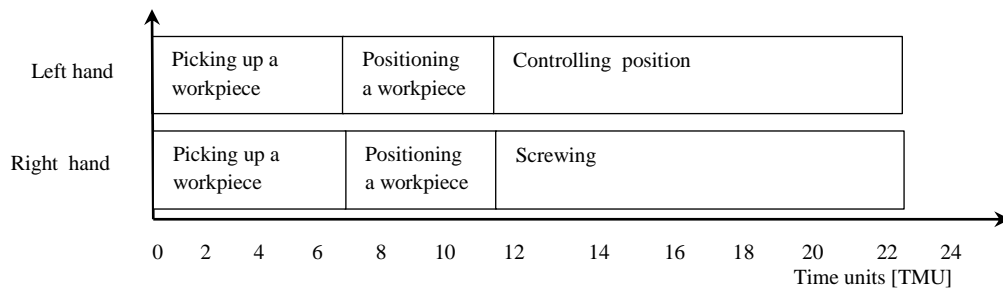 Left hand
Picking up a
workpiece
Positioning
a workpiece
Controlling position
Right hand
Picking up a
workpiece
Positioning
a workpiece
Screwing
0 2 4 6 8 10 12 14 16 18 20 22 24
Time units [TMU]